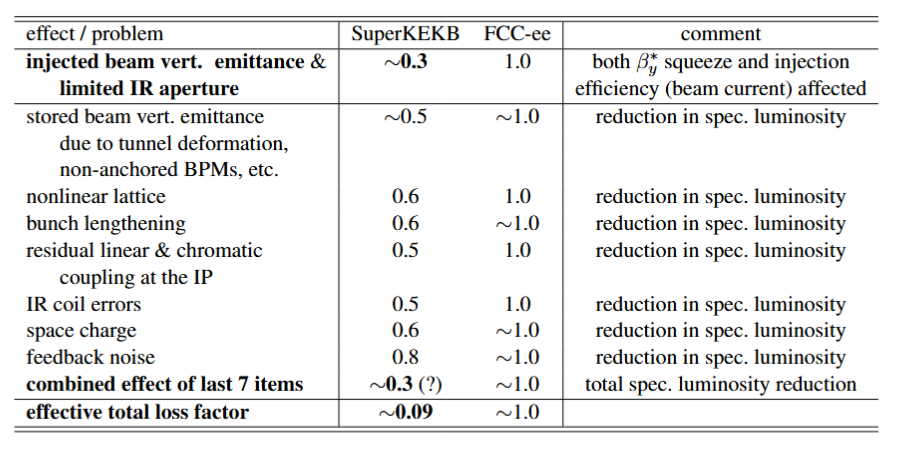 effect / problem SuperKEKB FCC-ee comment
injected beam vert. emittance & ∼0.3 1.0 both β*y squeeze and injection
limited IR aperture efficiency (beam current) affected
stored beam vert. emittance ∼0.5 ∼1.0 reduction in spec. luminosity
due to tunnel deformation,
non-anchored BPMs, etc.
nonlinear lattice 0.6 1.0 reduction in spec. luminosity
bunch lengthening 0.6 ∼1.0 reduction in spec. luminosity
residual linear & chromatic 0.5 1.0 reduction in spec. luminosity
coupling at the IP
IR coil errors 0.5 1.0 reduction in spec. luminosity
space charge 0.6 ∼1.0 reduction in spec. luminosity
feedback noise 0.8 ∼1.0 reduction in spec. luminosity
combined effect of last 7 items ∼0.3 (?) ∼1.0 total spec. luminosity reduction
effective total loss factor ∼0.09 ∼1.0